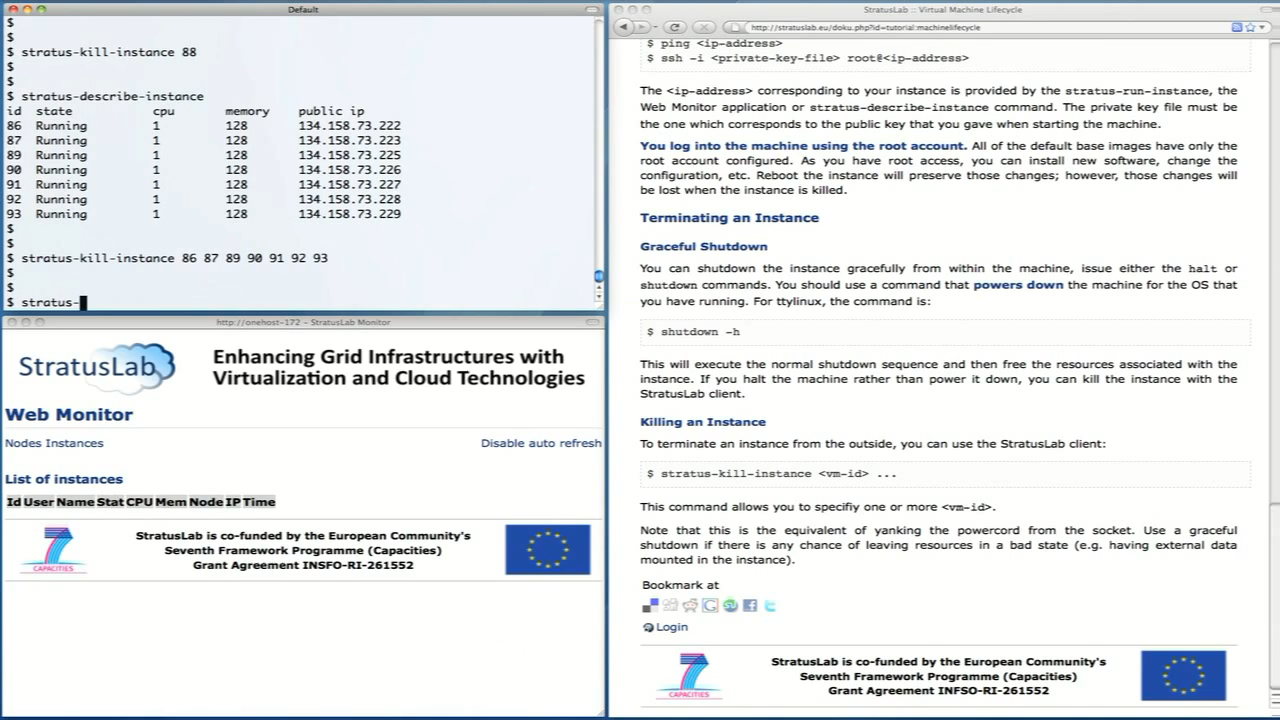 Default
$
$
$ stratus-kill-instance 88
$
$
$ stratus-describe-instance
id state cpu memory public ip
86 Running 1 128 134.158.73.222
87 Running 1 128 134.158.73.223
89 Running 1 128 134.158.73.225
90 Running 1 128 134.158.73.226
91 Running 1 128 134.158.73.227
92 Running 1 128 134.158.73.228
93 Running 1 128 134.158.73.229
$
$
$ stratus-kill-instance 86 87 89 90 91 92 93
$
$
$ stratus-
http://onehost-172 – StratusLab Monitor
StratusLab
Enhancing Grid Infrastructures with
Virtualization and Cloud Technologies
Web Monitor
Nodes Instances
Disable auto refresh
List of instances
Id User Name Stat CPU Mem Node IP Time
7
CAPACITIES
StratusLab is co-funded by the European Community's
Seventh Framework Programme (Capacities)
Grant Agreement INSFO-RI-261552
StratusLab :: Virtual Machine Lifecycle
http://stratuslab.eu/doku.php?id=tutorial:machinelifecycle
$ ping <ip-address>
$ ssh -i <private-key-file> root@<ip-address>
The <ip-address> corresponding to your instance is provided by the stratus-run-instance, the
Web Monitor application or stratus-describe-instance command. The private key file must be
the one which corresponds to the public key that you gave when starting the machine.
You log into the machine using the root account. All of the default base images have only the
root account configured. As you have root access, you can install new software, change the
configuration, etc. Reboot the instance will preserve those changes; however, those changes will
be lost when the instance is killed.
Terminating an Instance
Graceful Shutdown
You can shutdown the instance gracefully from within the machine, issue either the halt or
shutdown commands. You should use a command that powers down the machine for the OS that
you have running. For ttylinux, the command is:
$ shutdown -h
This will execute the normal shutdown sequence and then free the resources associated with the
instance. If you halt the machine rather than power it down, you can kill the instance with the
StratusLab client.
Killing an Instance
To terminate an instance from the outside, you can use the StratusLab client:
$ stratus-kill-instance <vm-id> ...
This command allows you to specifiy one or more <vm-id>.
Note that this is the equivalent of yanking the powercord from the socket. Use a graceful
shutdown if there is any chance of leaving resources in a bad state (e.g. having external data
mounted in the instance).
Bookmark at
Login
7
CAPACITIES
StratusLab is co-funded by the European Community's
Seventh Framework Programme (Capacities)
Grant Agreement INFSO-RI-261552